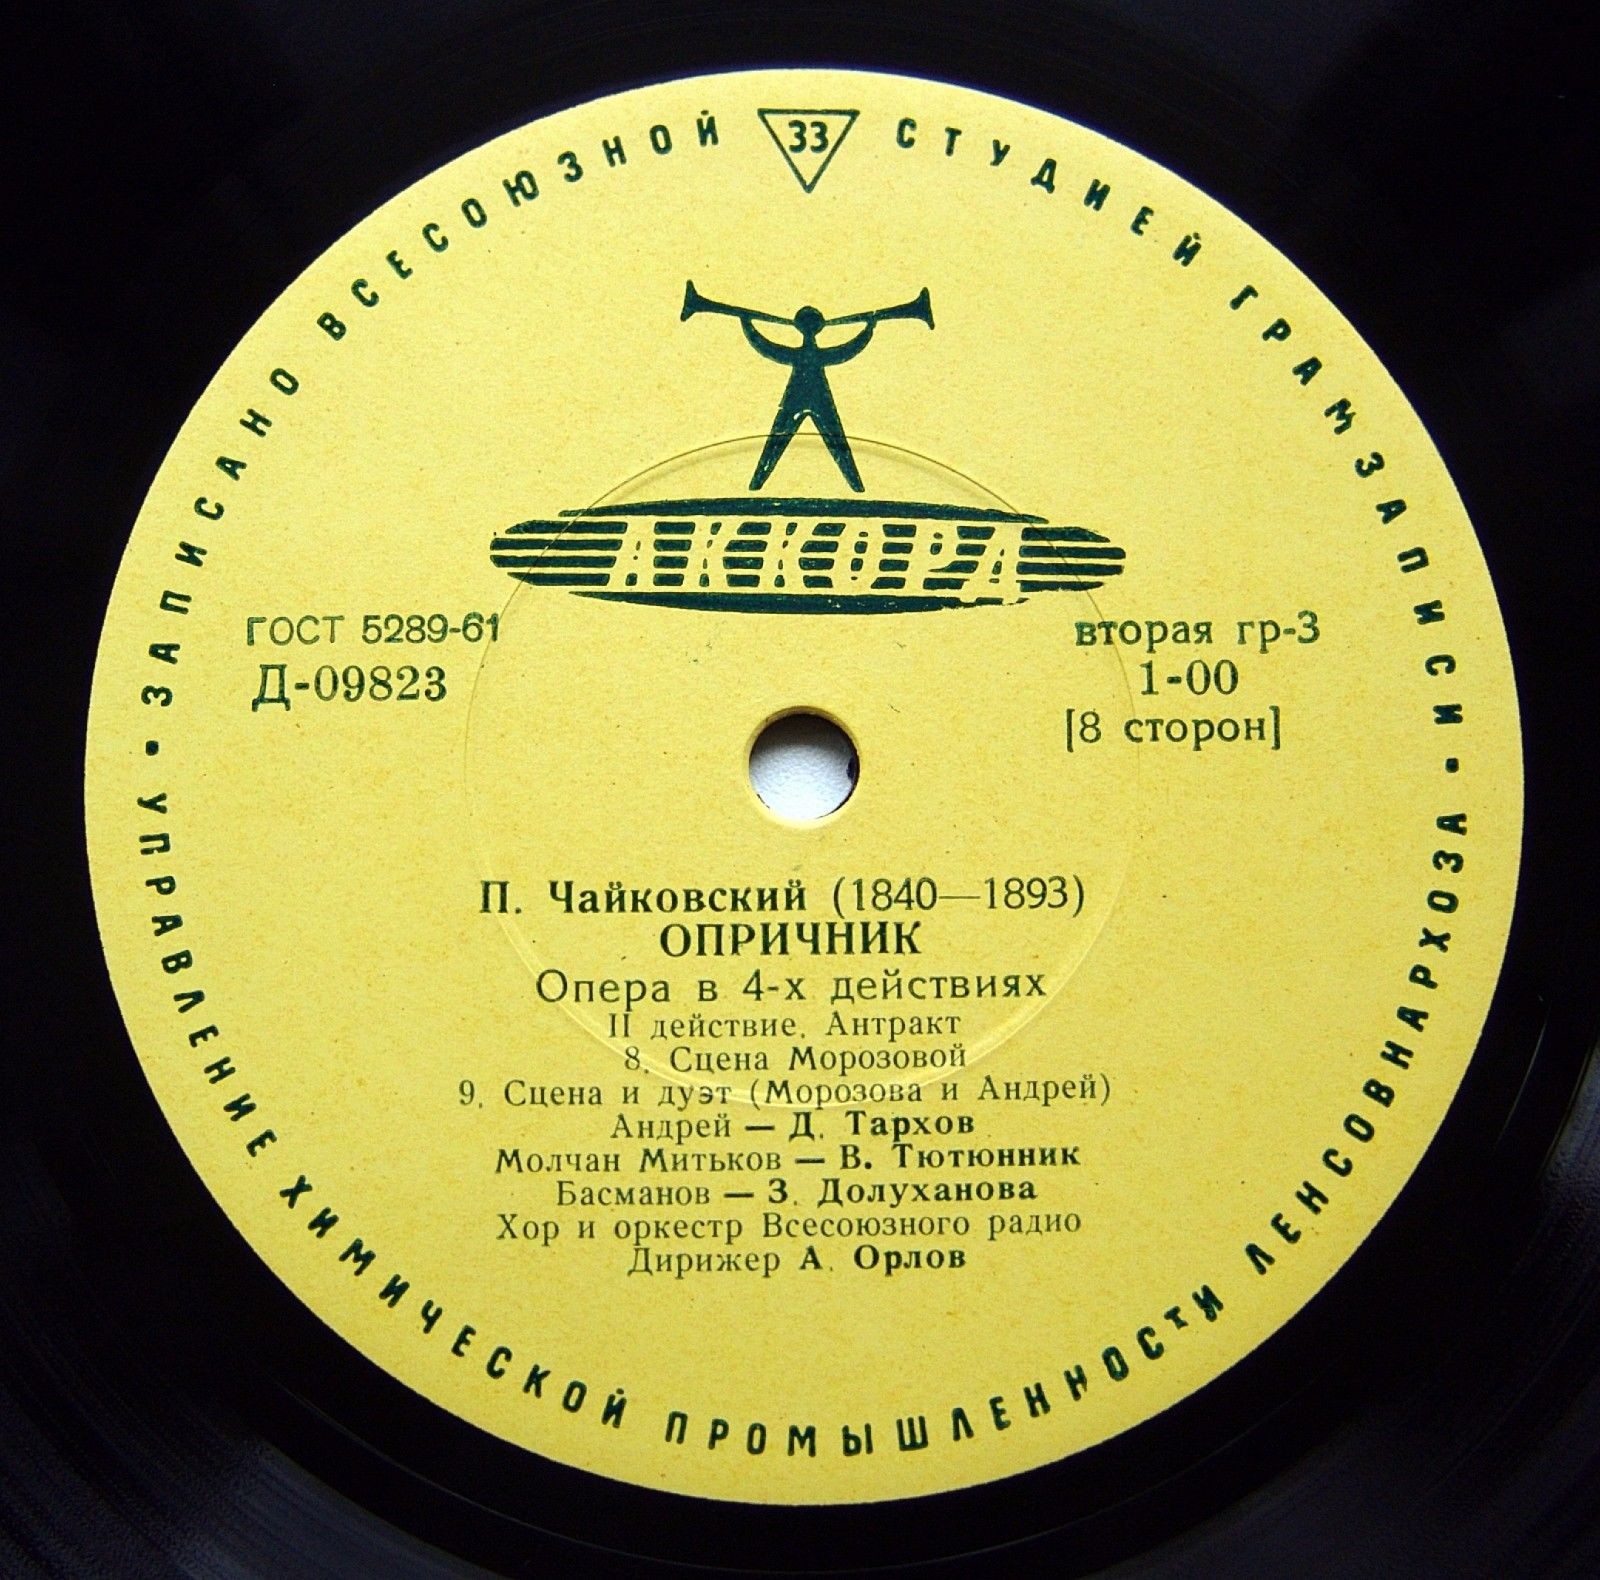 ЗАПИСАНО ВСЕСОЮЗНОЙ СТУДИЕЙ ГРАМЗАПИСИ •
33
АККОРД
ГОСТ 5289-61
Д-09823
вторая гр-3
1-00
[8 сторон]
П. Чайковский (1840—1893)
ОПРИЧНИК
Опера в 4-х действиях
II действие. Антракт
8. Сцена Морозовой
9. Сцена и дуэт (Морозова и Андрей)
Андрей — Д. Тархов
Молчан Митьков — В. Тютюнник
Басманов — З. Долуханова
Хор и оркестр Всесоюзного радио
Дирижер А. Орлов
УПРАВЛЕНИЕ ХИМИЧЕСКОЙ ПРОМЫШЛЕННОСТИ ЛЕНСОВНАРХОЗА •